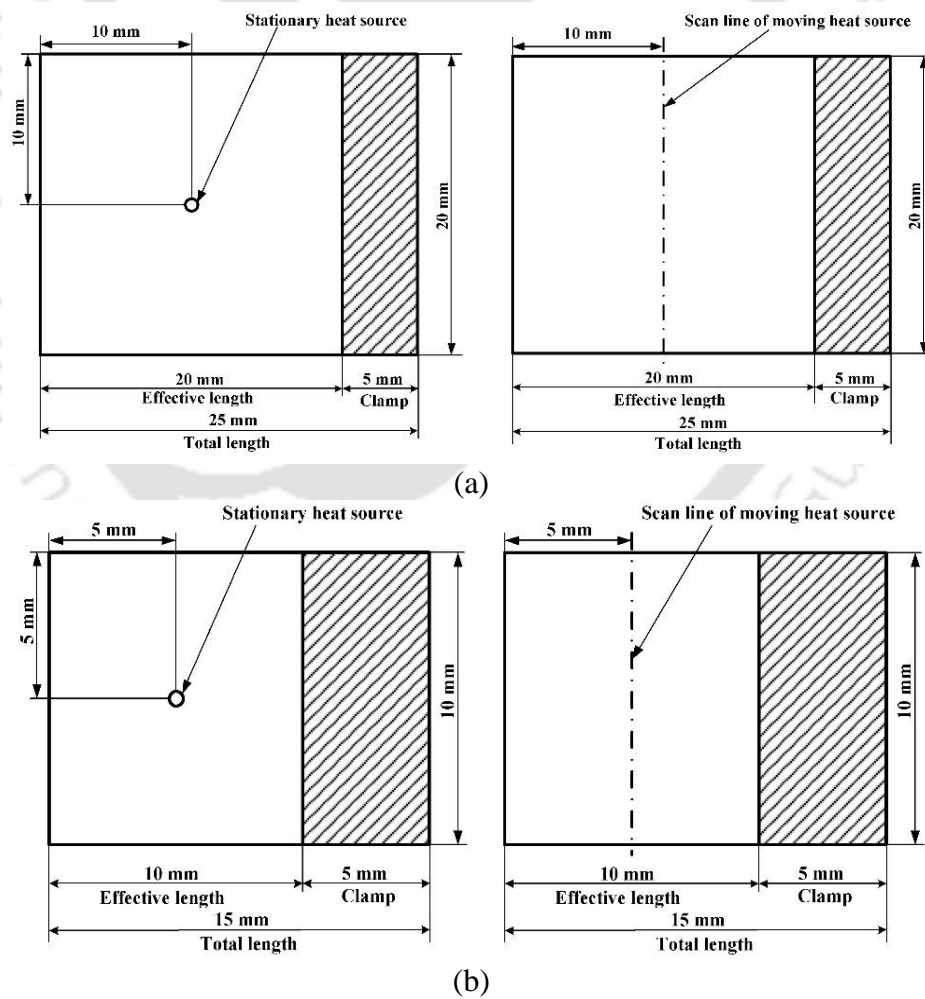 Stationary heat source
10 mm
10 mm
20 mm
20 mm
Effective length
5 mm
Clamp
25 mm
Total length
Scan line of moving heat source
10 mm
20 mm
20 mm
Effective length
5 mm
Clamp
25 mm
Total length
(a)
Stationary heat source
5 mm
5 mm
10 mm
10 mm
Effective length
5 mm
Clamp
15 mm
Total length
Scan line of moving heat source
5 mm
10 mm
10 mm
Effective length
5 mm
Clamp
15 mm
Total length
(b)